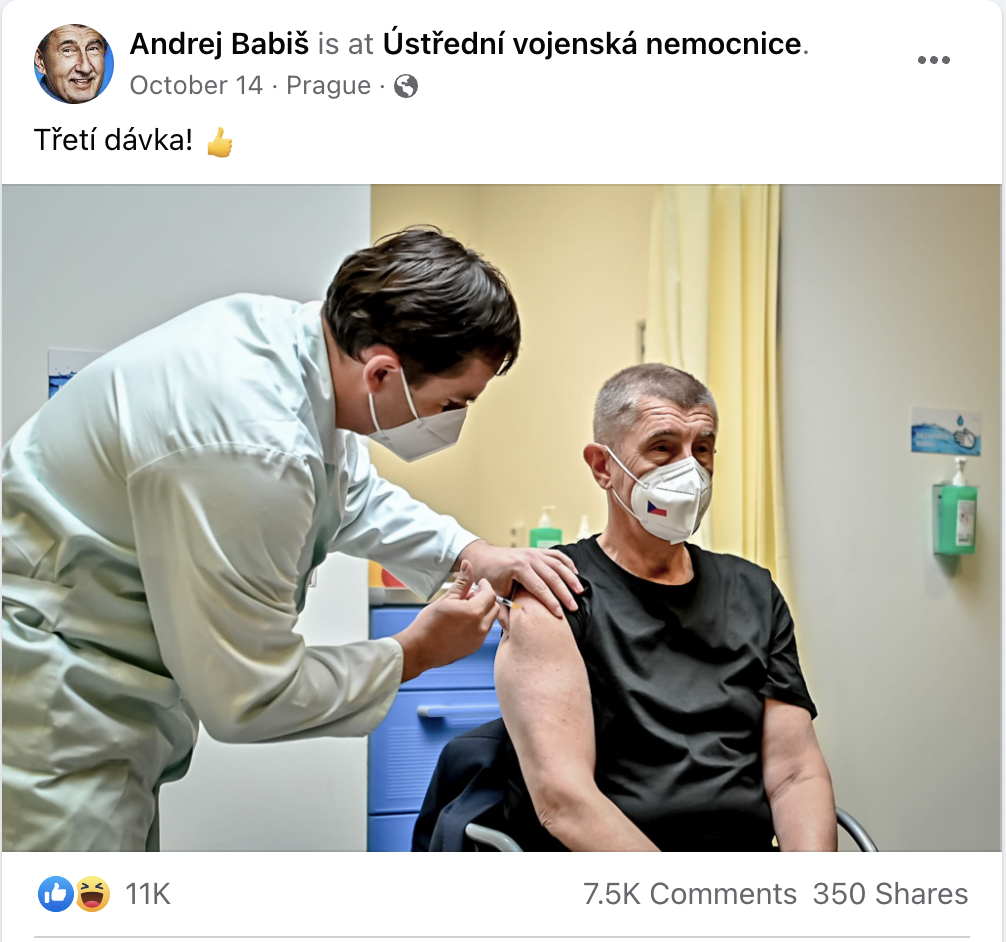 Andrej Babiš is at Ústřední vojenská nemocnice.
October 14 · Prague ·
Třetí dávka! 👍
11K
7.5K Comments 350 Shares